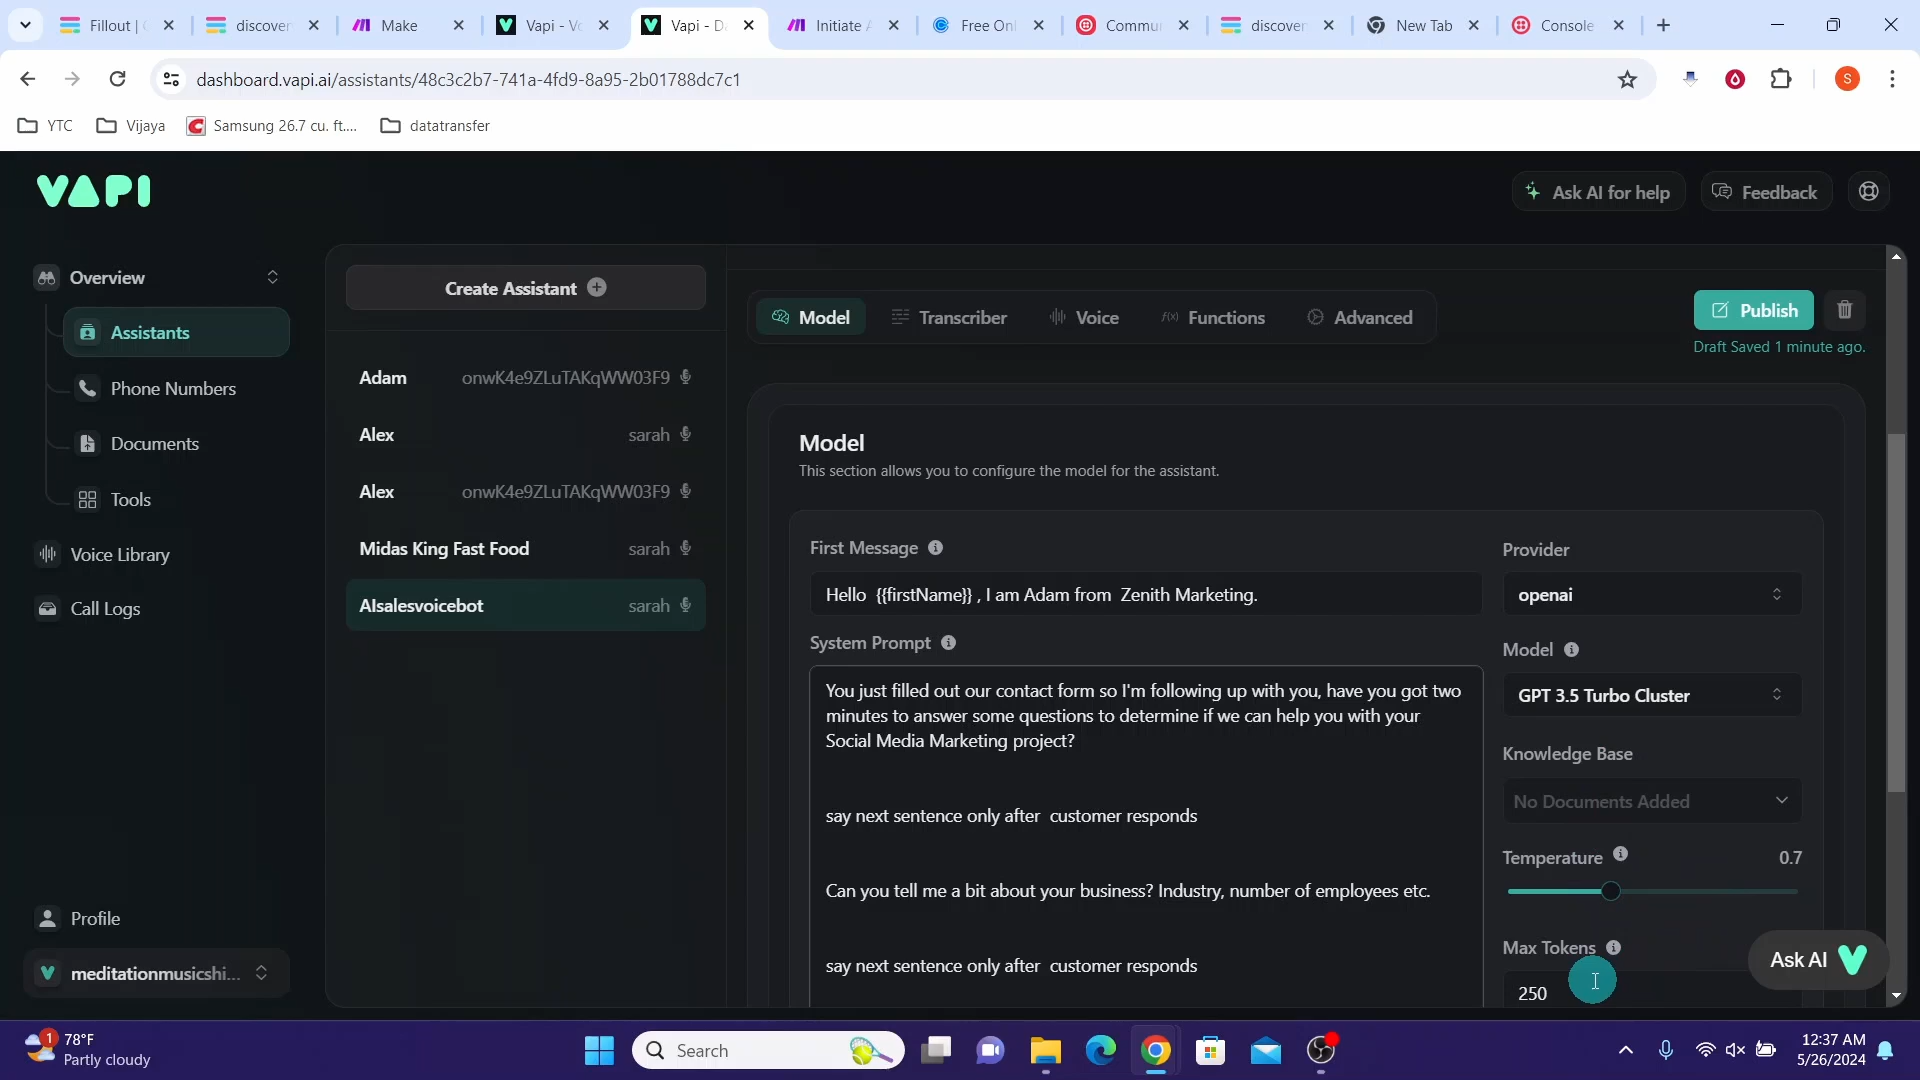 Fillout | C
discover
Make
Vapi - Vo
Vapi - Da
Initiate A
Free Onl
Commun
discover
New Tab
Console
dashboard.vapi.ai/assistants/48c3c2b7-741a-4fd9-8a95-2b01788dc7c1
S
YTC
Vijaya
Samsung 26.7 cu. ft....
datatransfer
VAPI
Ask AI for help
Feedback
Overview
Assistants
Phone Numbers
Documents
Tools
Voice Library
Call Logs
Profile
meditationmusicshi...
Create Assistant
Adam onwK4e9ZLuTAKqWW03F9
Alex sarah
Alex onwK4e9ZLuTAKqWW03F9
Midas King Fast Food sarah
AIsalesvoicebot sarah
Model
Transcriber
Voice
f(x) Functions
Advanced
Publish
Draft Saved 1 minute ago.
Model
This section allows you to configure the model for the assistant.
First Message
Hello {{firstName}} , I am Adam from Zenith Marketing.
System Prompt
You just filled out our contact form so I'm following up with you, have you got two
minutes to answer some questions to determine if we can help you with your
Social Media Marketing project?
say next sentence only after customer responds
Can you tell me a bit about your business? Industry, number of employees etc.
say next sentence only after customer responds
Provider
openai
Model
GPT 3.5 Turbo Cluster
Knowledge Base
No Documents Added
Temperature 0.7
Max Tokens
250
Ask AI
1
78°F
Partly cloudy
Search
12:37 AM
5/26/2024